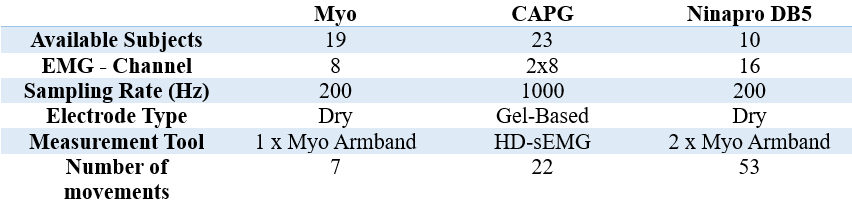 Myo CAPG Ninapro DB5
Available Subjects 19 23 10
EMG - Channel 8 2x8 16
Sampling Rate (Hz) 200 1000 200
Electrode Type Dry Gel-Based Dry
Measurement Tool 1 x Myo Armband HD-sEMG 2 x Myo Armband
Number of 7 22 53
movements